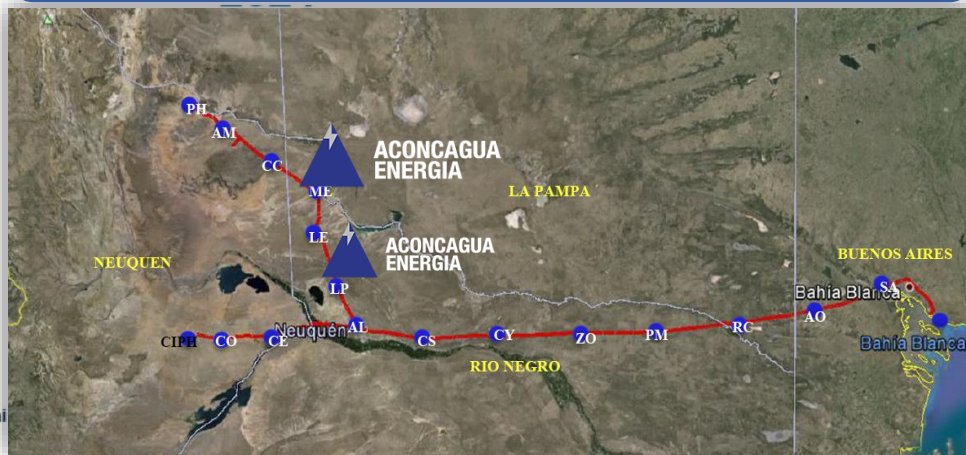 PH
AM
CC
ACONCAGUA
ENERGIA
ME
LA PAMPA
LE
ACONCAGUA
ENERGIA
NEUQUEN
BUENOS AIRES
LP
SA
Bahia Blanca
AO
Neuquén
AL
RC
CIPH
CO
CE
CS
CY
ZO
PM
Bahía Blanca
RIO NEGRO